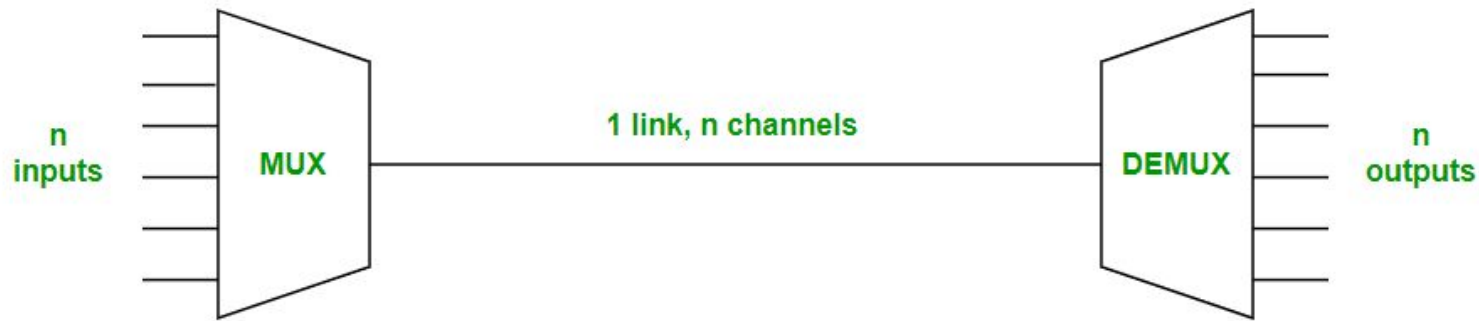 n
inputs
MUX
1 link, n channels
DEMUX
n
outputs